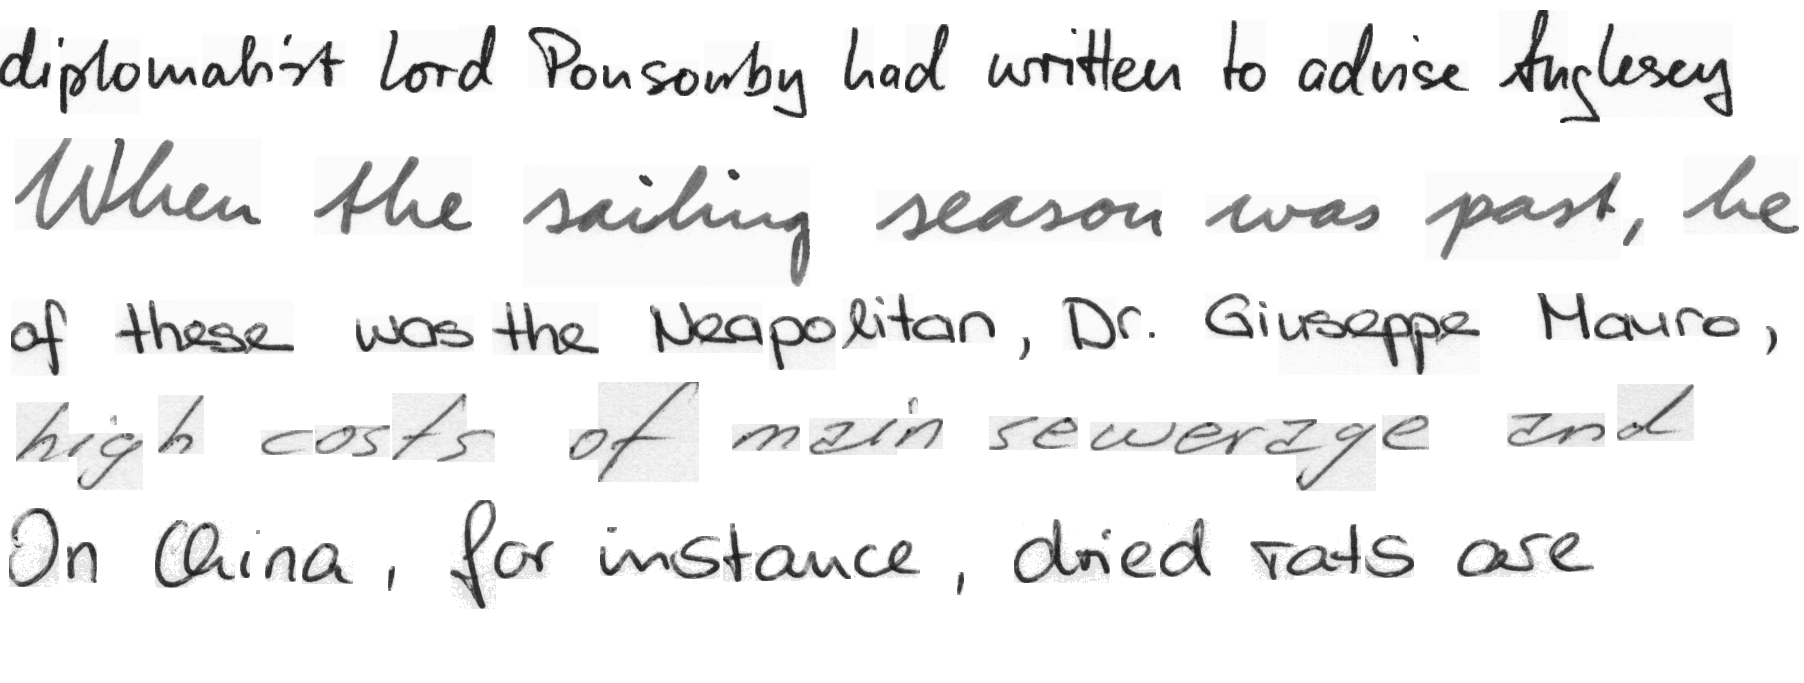 diplomatist Lord Ponsonby had written to advise Anglesey
When the sailing season was past, he
of these was the Neapolitan, Dr. Giuseppe Mauro,
high costs of main sewerage and
In China, for instance, dried rats are